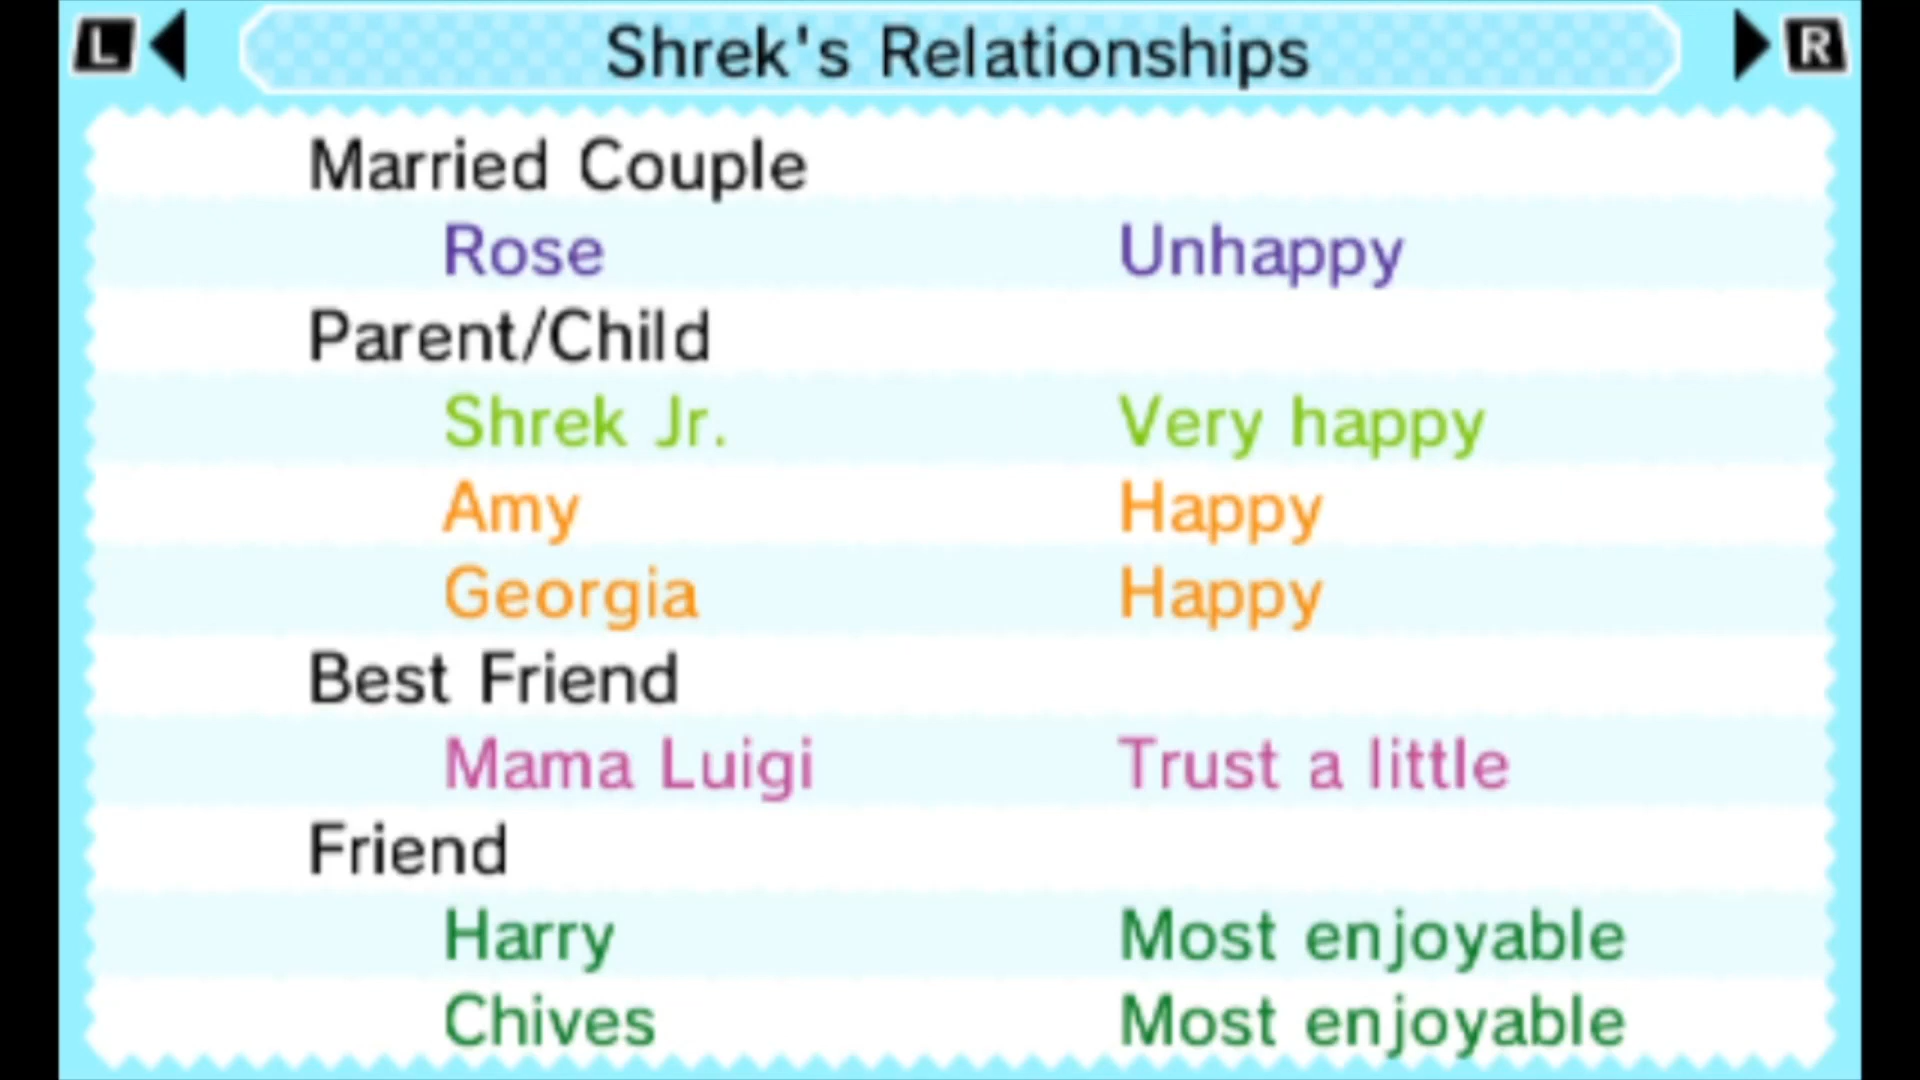 L Shrek's Relationships R
Married Couple
Rose Unhappy
Parent/Child
Shrek Jr. Very happy
Amy Happy
Georgia Happy
Best Friend
Mama Luigi Trust a little
Friend
Harry Most enjoyable
Chives Most enjoyable